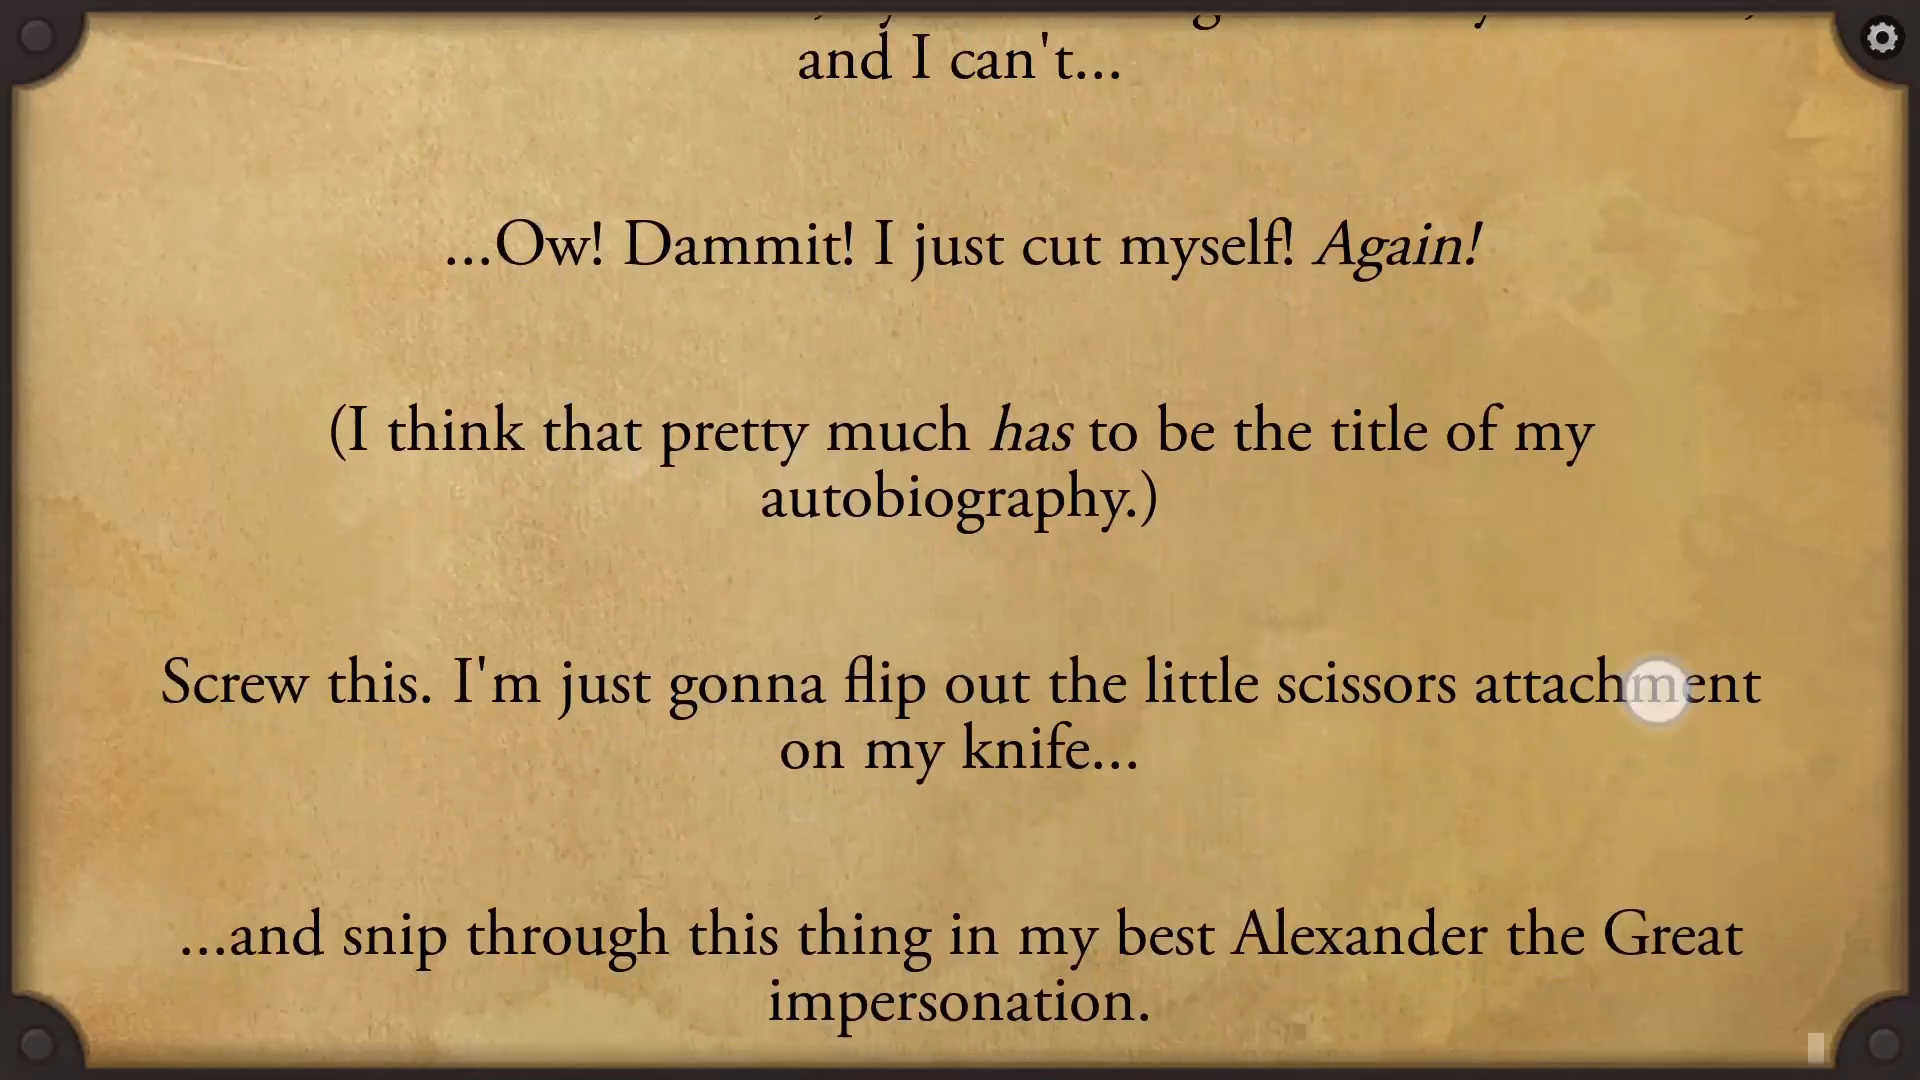 and I can't...
...Ow! Dammit! I just cut myself! Again!
(I think that pretty much has to be the title of my
autobiography.)
Screw this. I'm just gonna flip out the little scissors attachment
on my knife...
...and snip through this thing in my best Alexander the Great
impersonation.